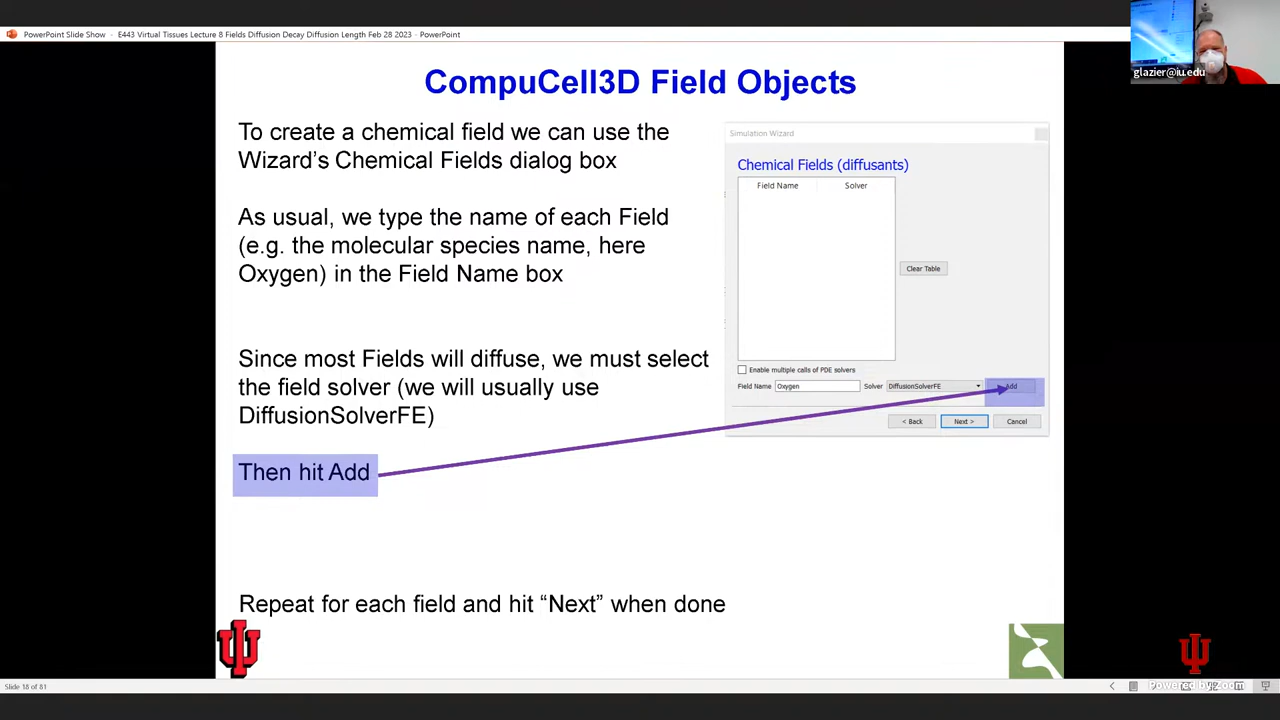 PowerPoint Slide Show - E443 Virtual Tissues Lecture 8 Fields Diffusion Decay Diffusion Length Feb 28 2023 - PowerPoint
glazier@iu.edu
CompuCell3D Field Objects
To create a chemical field we can use the
Wizard's Chemical Fields dialog box
As usual, we type the name of each Field
(e.g. the molecular species name, here
Oxygen) in the Field Name box
Since most Fields will diffuse, we must select
the field solver (we will usually use
DiffusionSolverFE)
Then hit Add
Repeat for each field and hit “Next” when done
Simulation Wizard
Chemical Fields (diffusants)
Field Name Solver
Clear Table
Enable multiple calls of PDE solvers
Field Name Oxygen Solver DiffusionSolverFE Add
< Back Next > Cancel
Slide 18 of 81
Powered by Zoom